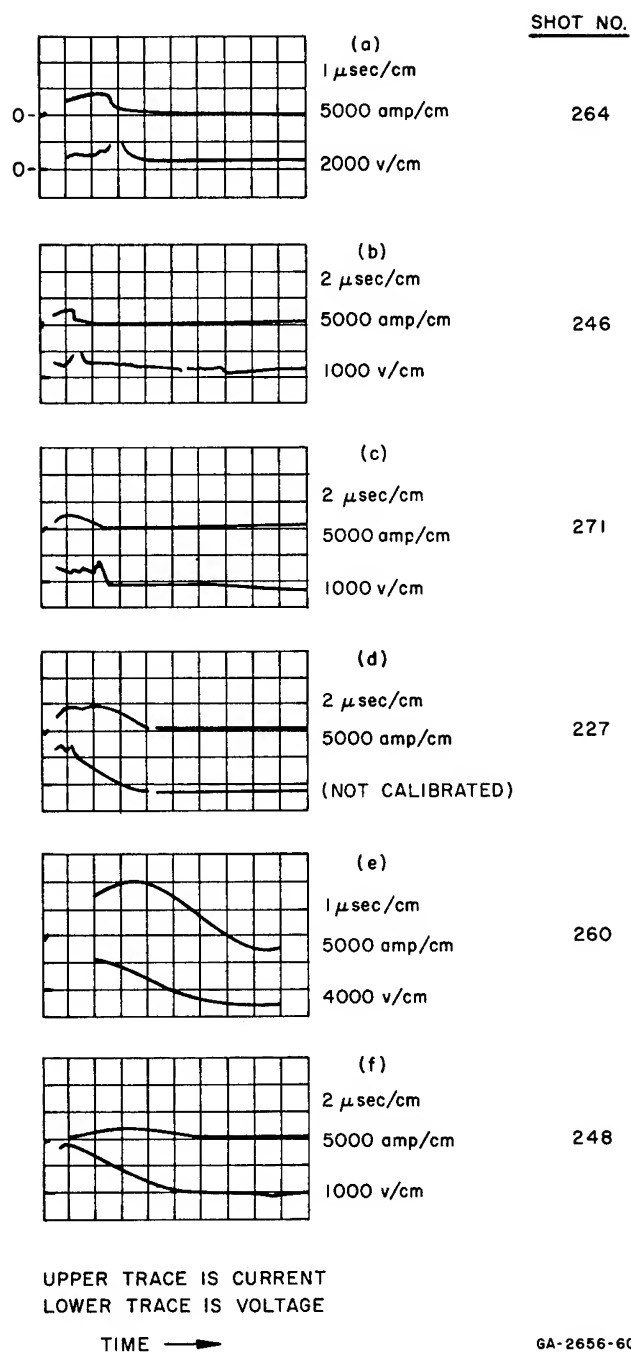 SHOT NO.
(a)
1 μsec/cm
0- 5000 amp/cm 264
0- 2000 v/cm
(b)
2 μsec/cm
5000 amp/cm 246
1000 v/cm
(c)
2 μsec/cm
5000 amp/cm 271
1000 v/cm
(d)
2 μsec/cm
5000 amp/cm 227
(NOT CALIBRATED)
(e)
1 μsec/cm
5000 amp/cm 260
4000 v/cm
(f)
2 μsec/cm
5000 amp/cm 248
1000 v/cm
UPPER TRACE IS CURRENT
LOWER TRACE IS VOLTAGE
TIME →
GA-2656-60